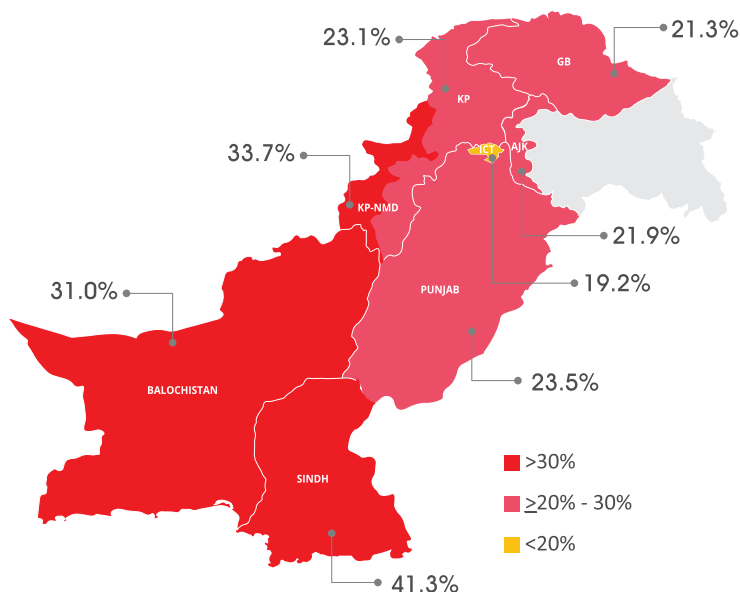 23.1%
21.3%
GB
KP
33.7%
ICT
AJK
KP-NMD
21.9%
31.0%
19.2%
PUNJAB
23.5%
BALOCHISTAN
SINDH
>30%
≥20% - 30%
<20%
41.3%